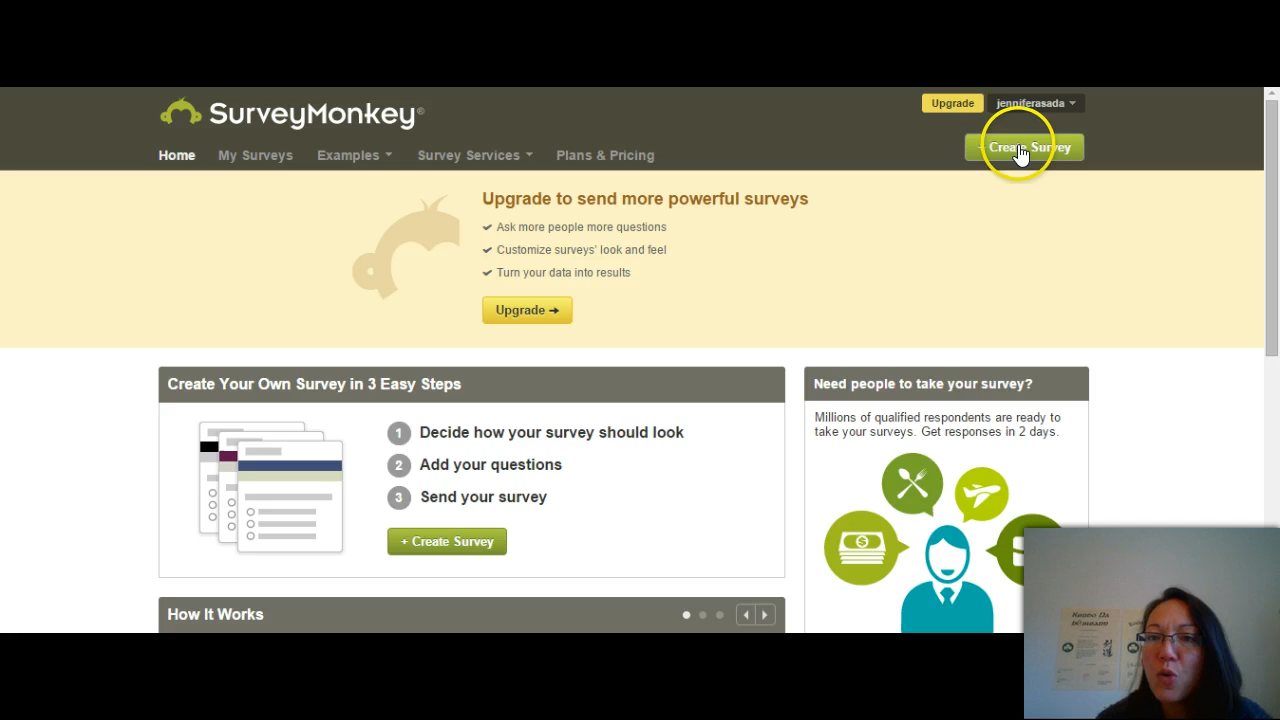 SurveyMonkey®
Upgrade
jenniferasada
Home
My Surveys
Examples
Survey Services
Plans & Pricing
+ Create Survey
Upgrade to send more powerful surveys
Ask more people more questions
Customize surveys' look and feel
Turn your data into results
Upgrade →
Create Your Own Survey in 3 Easy Steps
1 Decide how your survey should look
2 Add your questions
3 Send your survey
+ Create Survey
How It Works
Need people to take your survey?
Millions of qualified respondents are ready to
take your surveys. Get responses in 2 days.
$